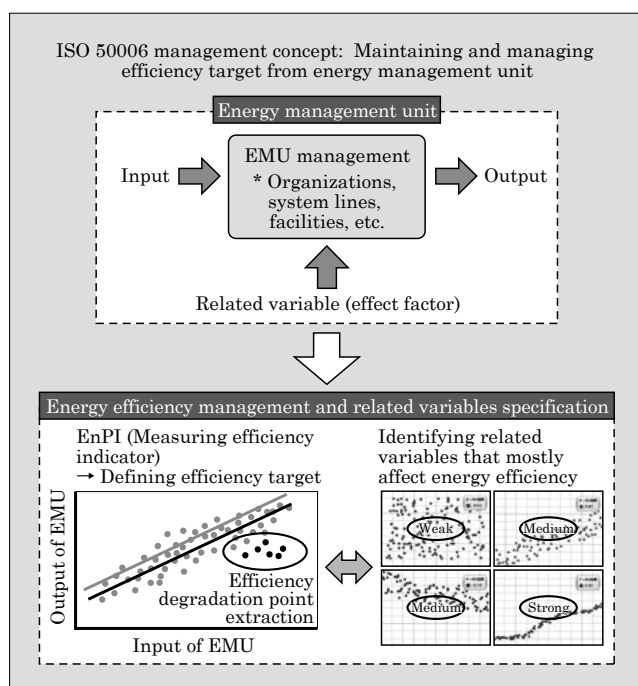 ISO 50006 management concept: Maintaining and managing
efficiency target from energy management unit
Energy management unit
Input
EMU management
* Organizations,
system lines,
facilities, etc.
Output
Related variable (effect factor)
Energy efficiency management and related variables specification
EnPI (Measuring efficiency
indicator)
→ Defining efficiency target
Output of EMU
Efficiency
degradation point
extraction
Input of EMU
Identifying related
variables that mostly
affect energy efficiency
Weak
Medium
Medium
Strong